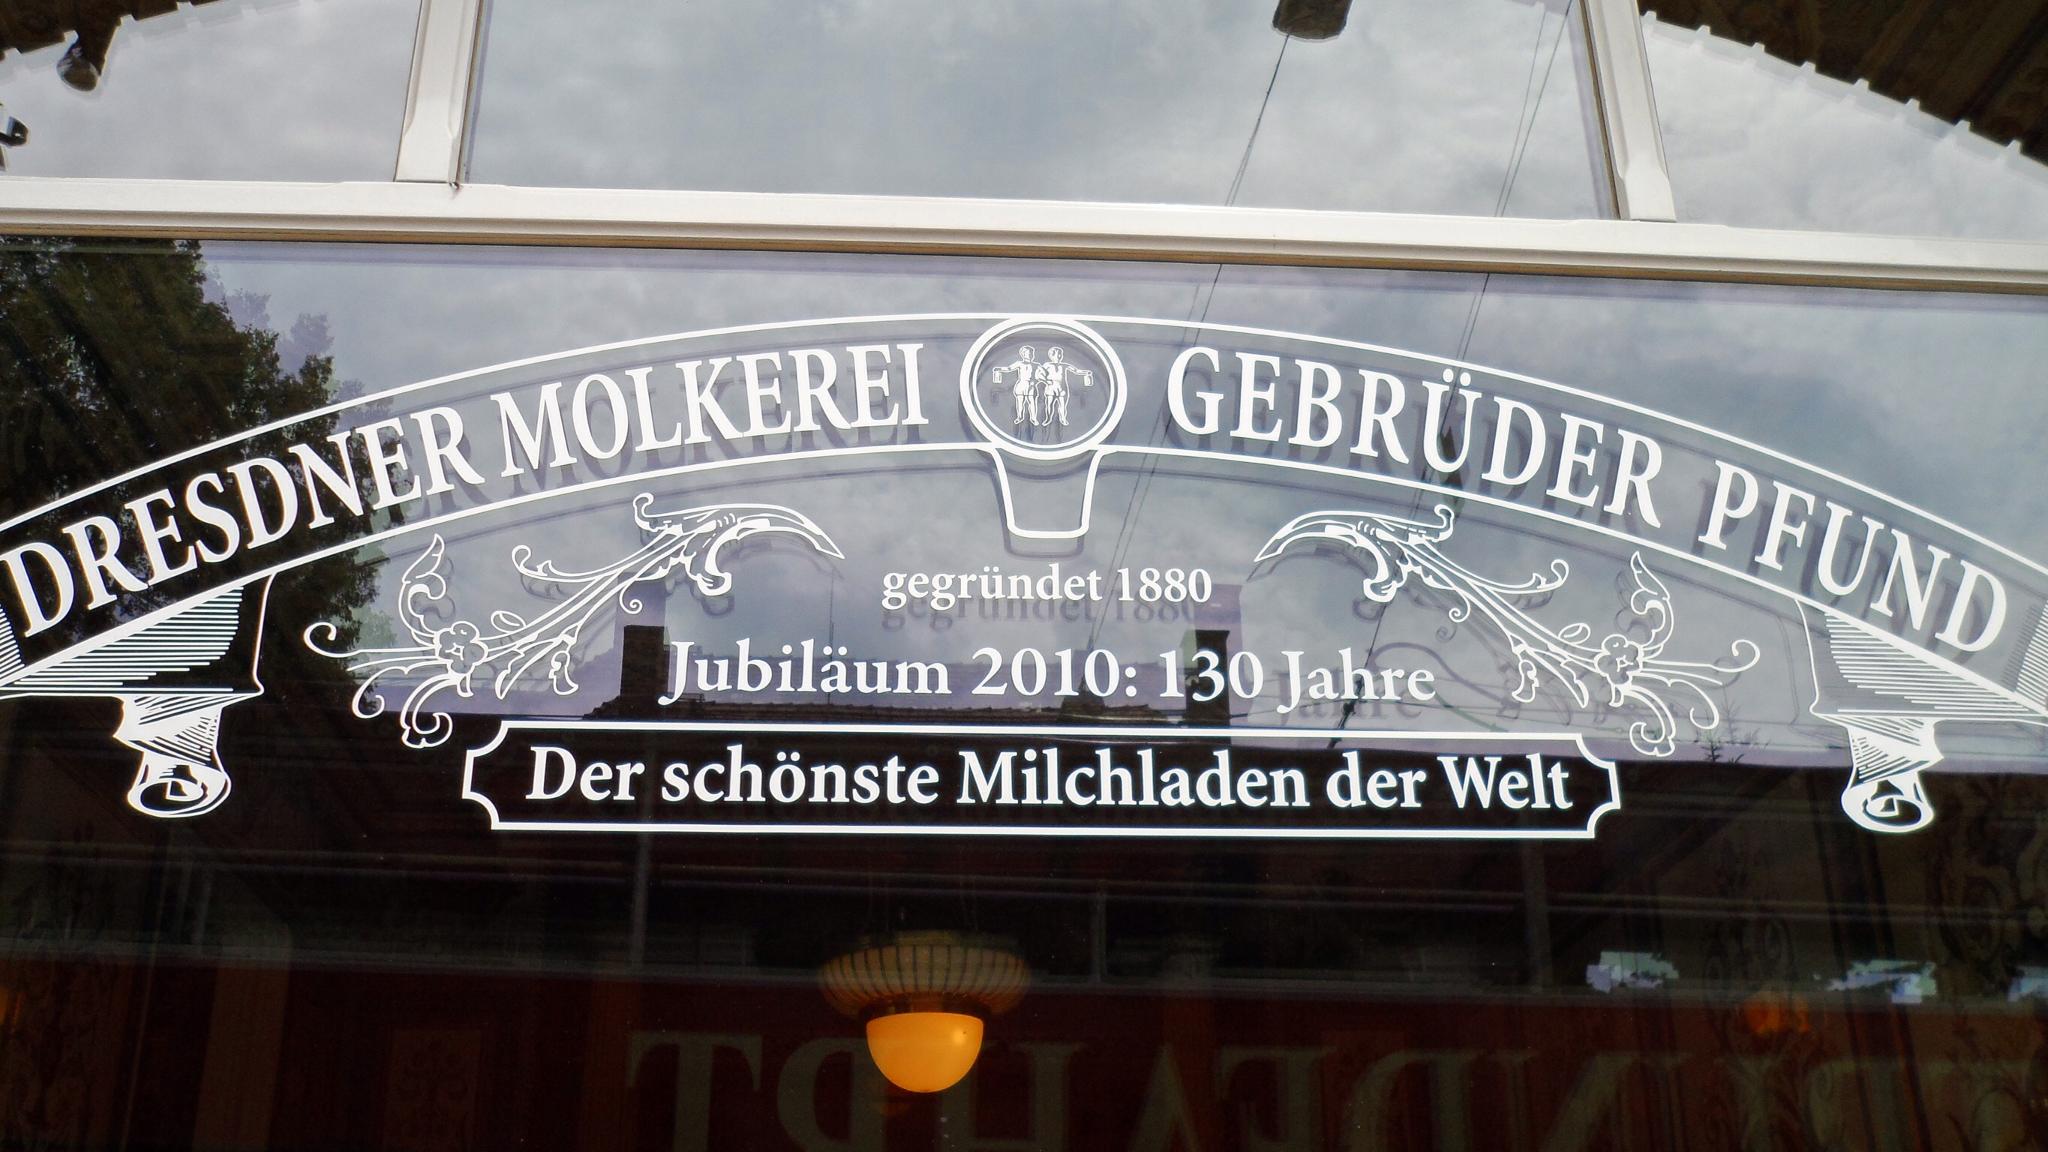 DRESDNER MOLKEREI GEBRÜDER PFUND
gegründet 1880
Jubiläum 2010: 130 Jahre
Der schönste Milchladen der Welt